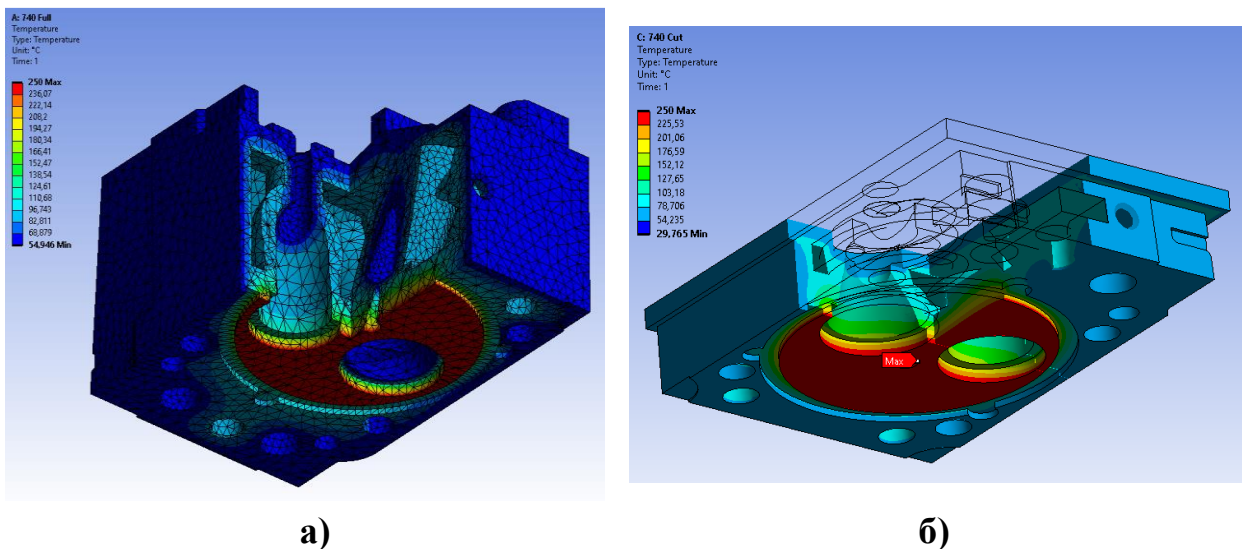 A: 740 Full
Temperature
Type: Temperature
Unit: °C
Time: 1
250 Max
236,07
222,14
208,2
194,27
180,34
166,41
152,47
138,54
124,61
110,68
96,743
82,811
68,879
54,946 Min
C: 740 Cut
Temperature
Type: Temperature
Unit: °C
Time: 1
250 Max
225,53
201,06
176,59
152,12
127,65
103,18
78,706
54,235
29,765 Min
Max
а)
б)